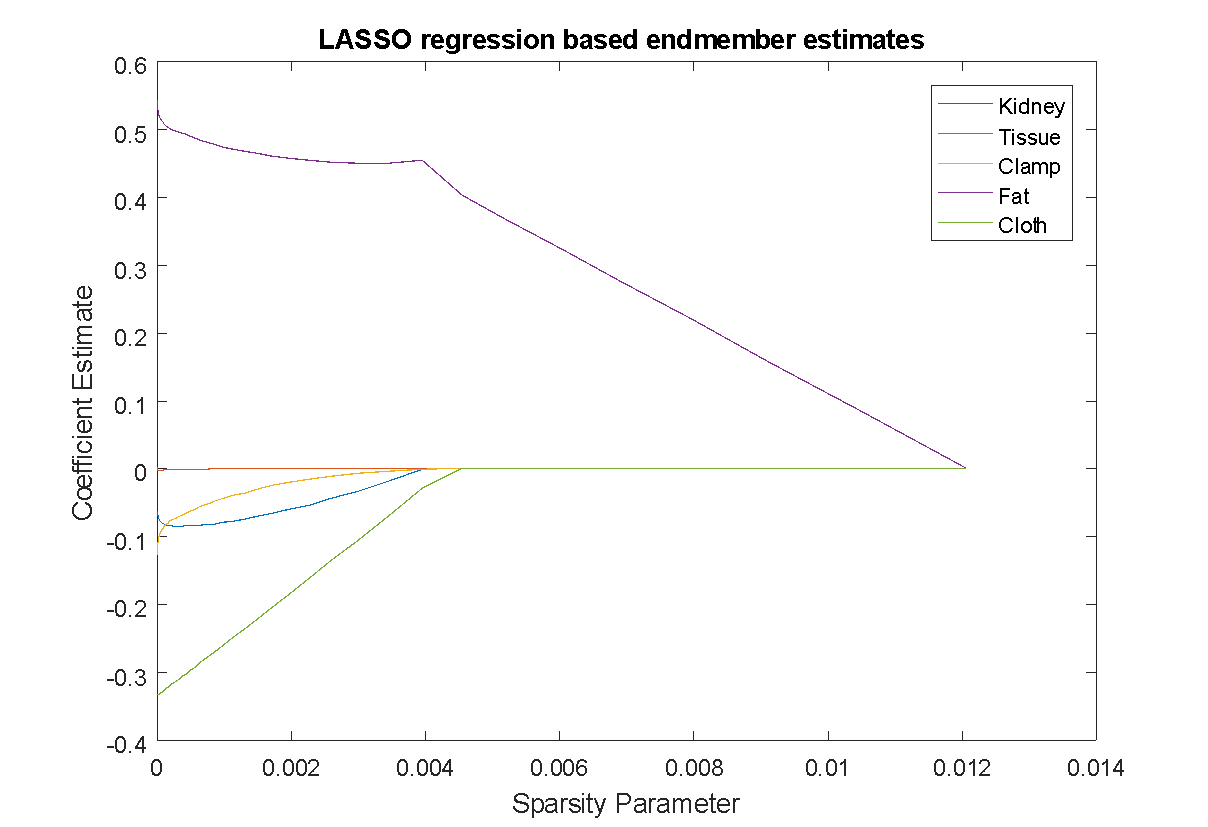 LASSO regression based endmember estimates
0.6
0.5
0.4
0.3
0.2
0.1
0
-0.1
-0.2
-0.3
-0.4
Coefficient Estimate
Kidney
Tissue
Clamp
Fat
Cloth
0 0.002 0.004 0.006 0.008 0.01 0.012 0.014
Sparsity Parameter